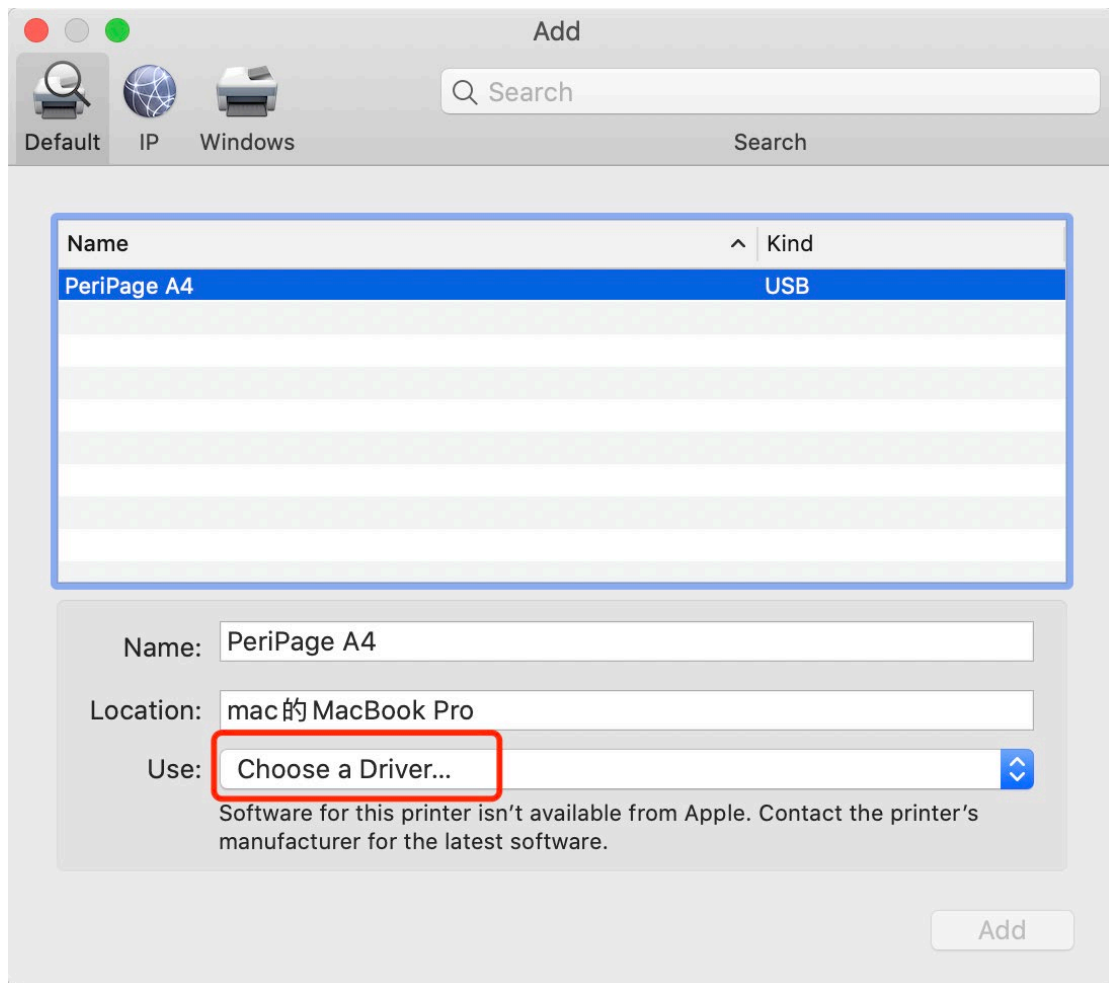 Add
Search
Default IP Windows Search
Name Kind
PeriPage A4 USB
Name: PeriPage A4
Location: mac的MacBook Pro
Use: Choose a Driver...
Software for this printer isn’t available from Apple. Contact the printer’s
manufacturer for the latest software.
Add